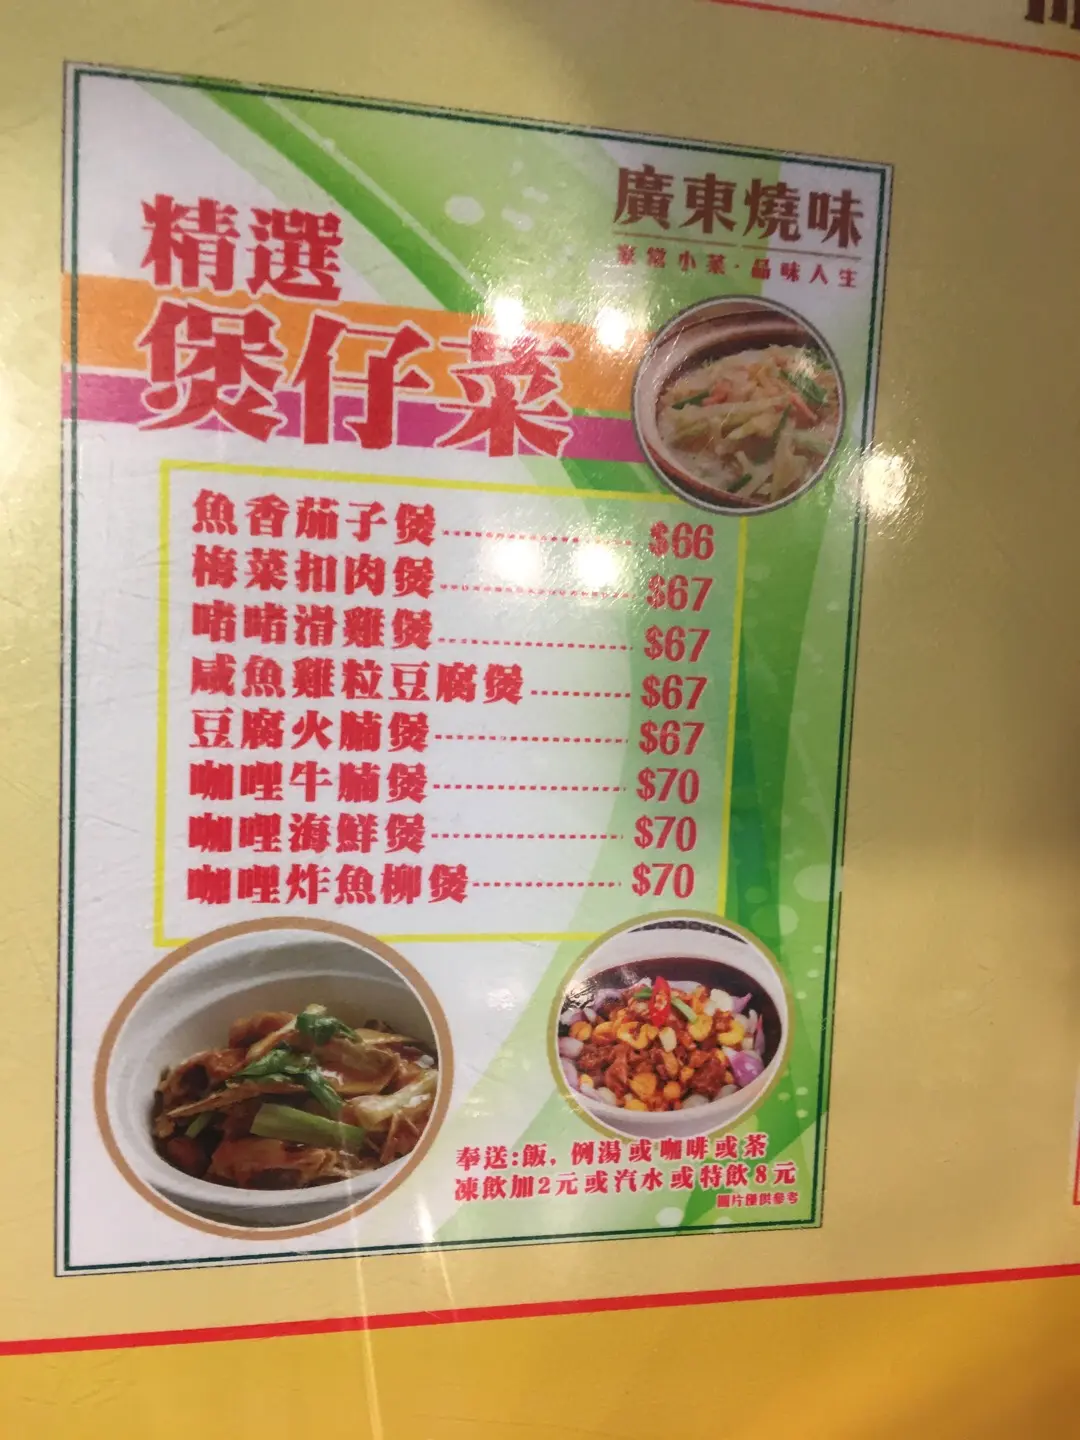 廣東燒味
家常小菜·品味人生
精選
煲仔菜
魚香茄子煲 $66
梅菜扣肉煲 $67
啫啫滑雞煲 $67
咸魚雞粒豆腐煲 $67
豆腐火腩煲 $67
咖哩牛腩煲 $70
咖哩海鮮煲 $70
咖哩炸魚柳煲 $70
奉送:飯, 例湯或咖啡或茶
凍飲加2元或汽水或特飲8元
圖片僅供參考